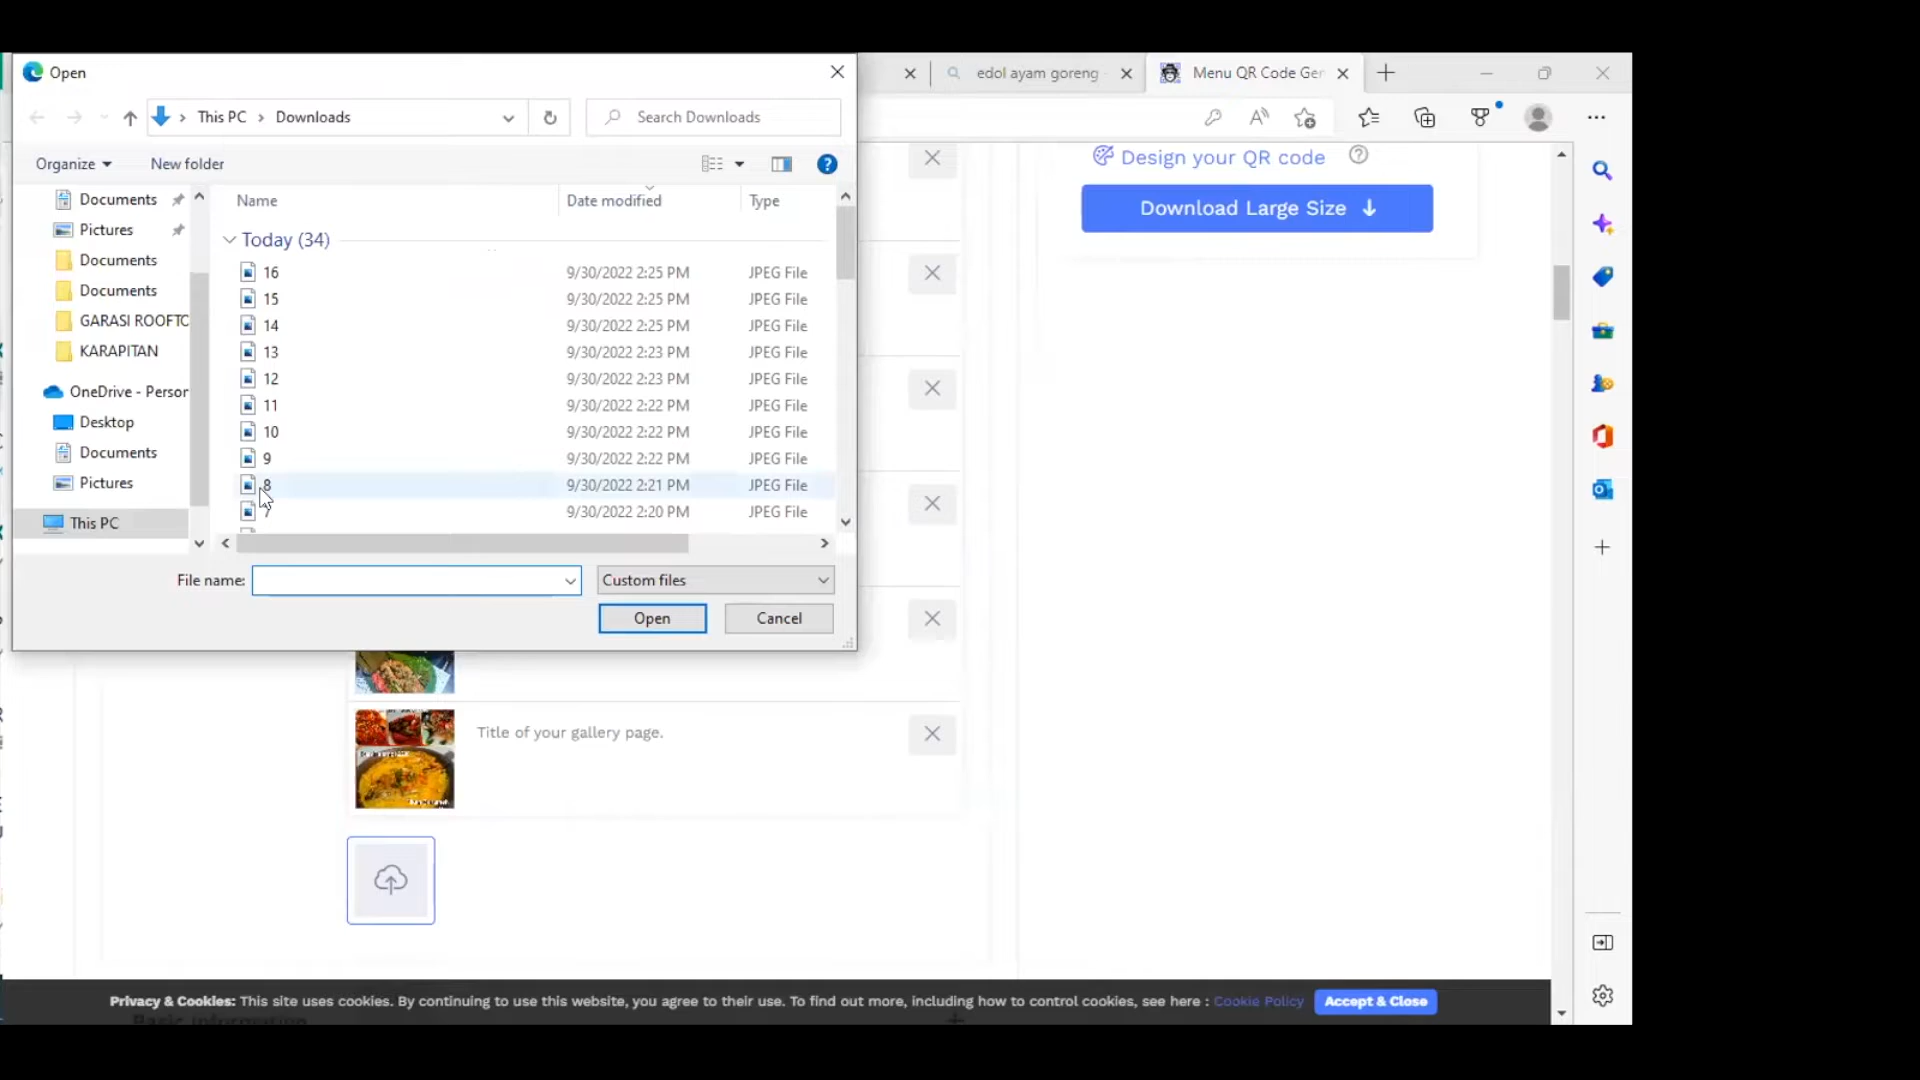 Open
edol ayam goreng
Menu QR Code Ger
This PC
Downloads
Search Downloads
Organize
New folder
Documents
Pictures
Documents
Documents
GARASI ROOFTC
KARAPITAN
OneDrive - Person
Desktop
Documents
Pictures
This PC
Name
Date modified
Type
Today (34)
16 9/30/2022 2:25 PM JPEG File
15 9/30/2022 2:25 PM JPEG File
14 9/30/2022 2:25 PM JPEG File
13 9/30/2022 2:23 PM JPEG File
12 9/30/2022 2:23 PM JPEG File
11 9/30/2022 2:22 PM JPEG File
10 9/30/2022 2:22 PM JPEG File
9 9/30/2022 2:22 PM JPEG File
8 9/30/2022 2:21 PM JPEG File
7 9/30/2022 2:20 PM JPEG File
File name:
Custom files
Open
Cancel
Design your QR code
Download Large Size
Title of your gallery page.
Privacy & Cookies: This site uses cookies. By continuing to use this website, you agree to their use. To find out more, including how to control cookies, see here : Cookie Policy
Accept & Close
Basic Information